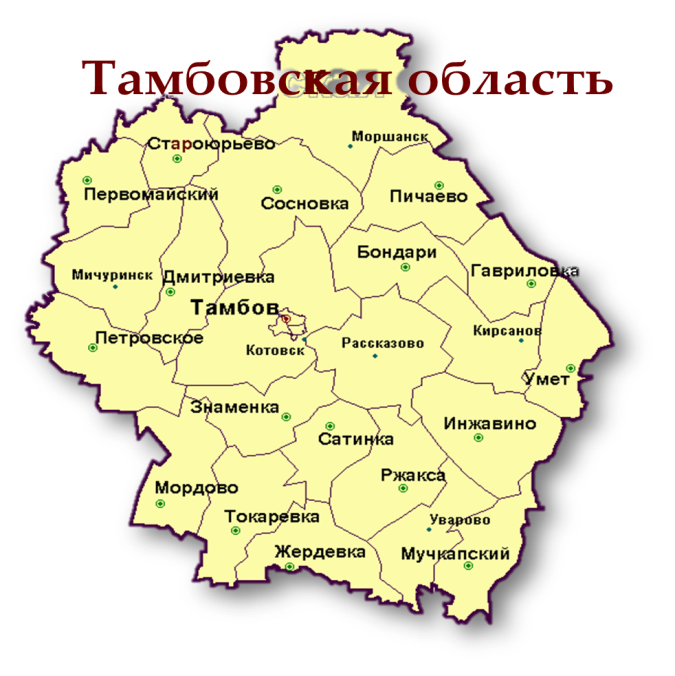 Тамбовская область
Моршанск
Староюрьево
Первомайский
Сосновка
Пичаево
Бондари
Гавриловка
Мичуринск
Дмитриевка
Тамбов
Петровское
Котовск
Рассказово
Кирсанов
Умет
Знаменка
Сатинка
Инжавино
Ржакса
Мордово
Токаревка
Уварово
Жердевка
Мучкапский